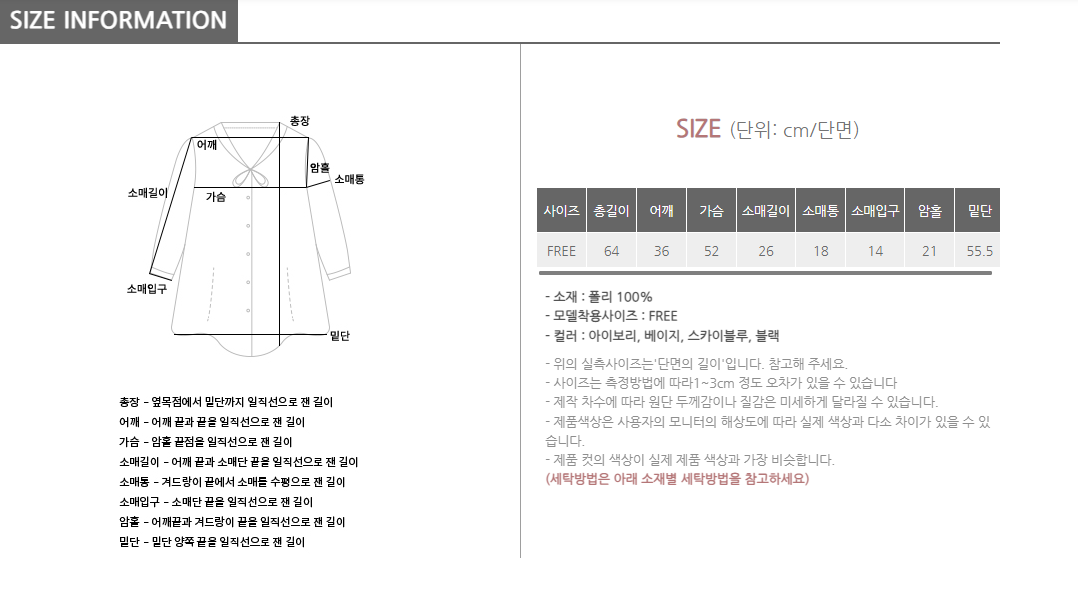 SIZE INFORMATION
총장
어깨
암홀
소매통
소매길이
가슴
소매입구
밑단
총장 - 옆목점에서 밑단까지 일직선으로 잰 길이
어깨 - 어깨 끝과 끝을 일직선으로 잰 길이
가슴 - 암홀 끝점을 일직선으로 잰 길이
소매길이 - 어깨 끝과 소매단 끝을 일직선으로 잰 길이
소매통 - 겨드랑이 끝에서 소매를 수평으로 잰 길이
소매입구 - 소매단 끝을 일직선으로 잰 길이
암홀 - 어깨끝과 겨드랑이 끝을 일직선으로 잰 길이
밑단 - 밑단 양쪽 끝을 일직선으로 잰 길이
SIZE (단위: cm/단면)
사이즈 총길이 어깨 가슴 소매길이 소매통 소매입구 암홀 밑단
FREE 64 36 52 26 18 14 21 55.5
- 소재 : 폴리 100%
- 모델착용사이즈 : FREE
- 컬러 : 아이보리, 베이지, 스카이블루, 블랙
- 위의 실측사이즈는'단면의 길이'입니다. 참고해 주세요.
- 사이즈는 측정방법에 따라1~3cm 정도 오차가 있을 수 있습니다
- 제작 차수에 따라 원단 두께감이나 질감은 미세하게 달라질 수 있습니다.
- 제품색상은 사용자의 모니터의 해상도에 따라 실제 색상과 다소 차이가 있을 수 있
습니다.
- 제품 컷의 색상이 실제 제품 색상과 가장 비슷합니다.
(세탁방법은 아래 소재별 세탁방법을 참고하세요)